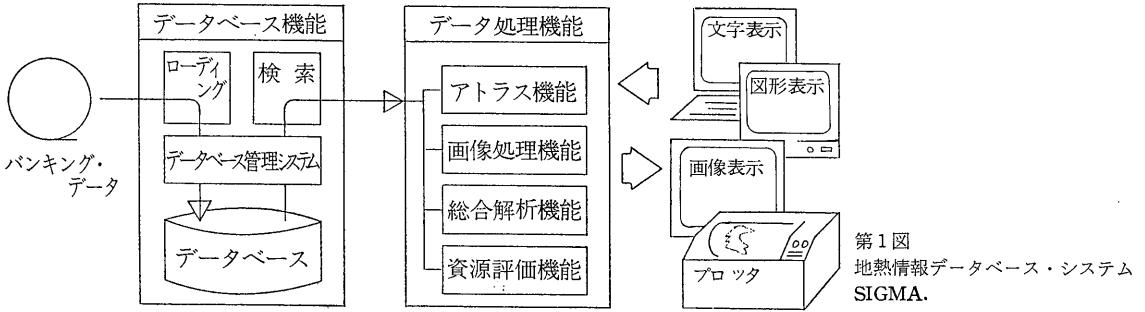 データベース機能
ローディ
ング
検索
データベース管理システム
データベース
バンキング・
データ
データ処理機能
アトラス機能
画像処理機能
総合解析機能
資源評価機能
文字表示
図形表示
画像表示
プロッタ
第1図
地熱情報データベース・システム
SIGMA.